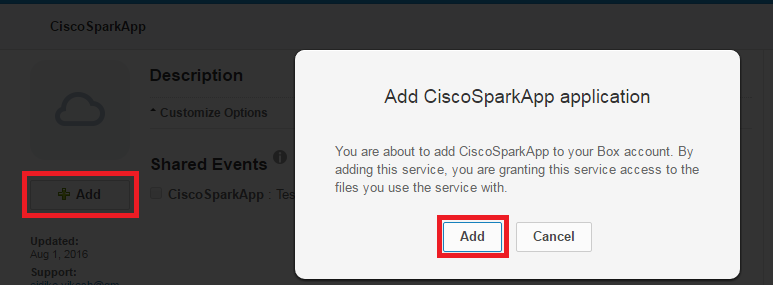 CiscoSparkApp
Description
Customize Options
Shared Events
Add
CiscoSparkApp : Tes
Updated:
Aug 1, 2016
Support:
Add CiscoSparkApp application
You are about to add CiscoSparkApp to your Box account. By
adding this service, you are granting this service access to the
files you use the service with.
Add
Cancel